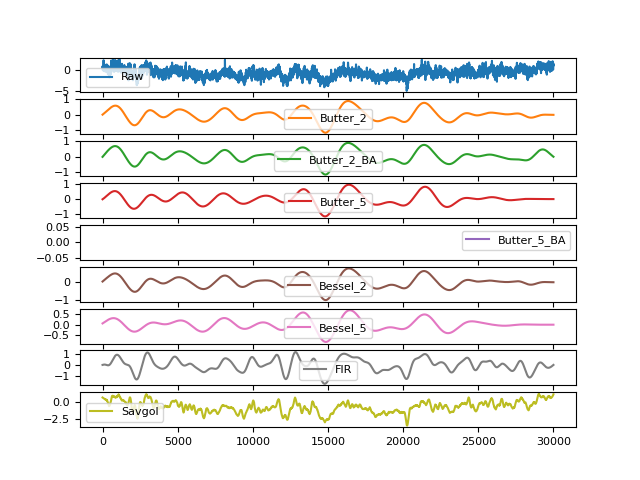 0
−5
Raw
1
0
−1
Butter_2
1
0
−1
Butter_2_BA
1
0
−1
Butter_5
0.05
0.00
−0.05
Butter_5_BA
0
−1
Bessel_2
0.5
0.0
−0.5
Bessel_5
1
0
−1
FIR
0.0
−2.5
Savgol
0 5000 10000 15000 20000 25000 30000